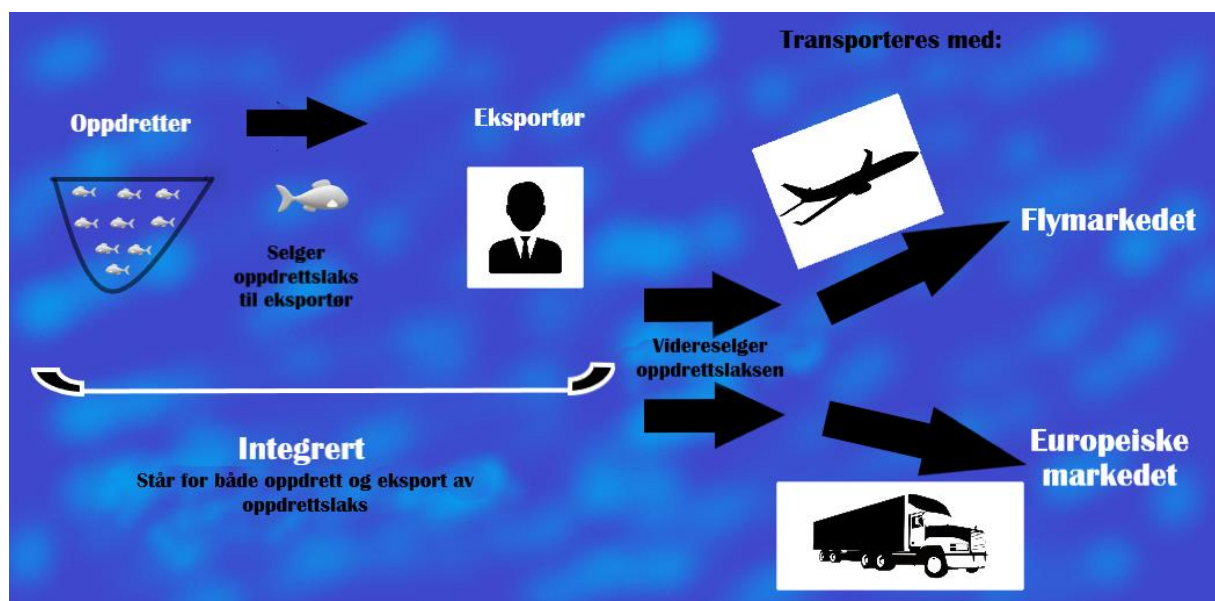 Transporteres med:
Oppdretter
Eksportør
Selger
oppdrettslaks
til eksportør
Flymarkedet
Videreselger
oppdrettslaksen
Integrert
Står for både oppdrett og eksport av
oppdrettslaks
Europeiske
markedet